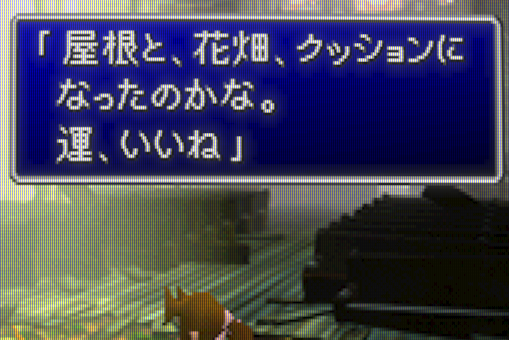 「屋根と、花畑、クッションに
なったのかな。
運、いいね」